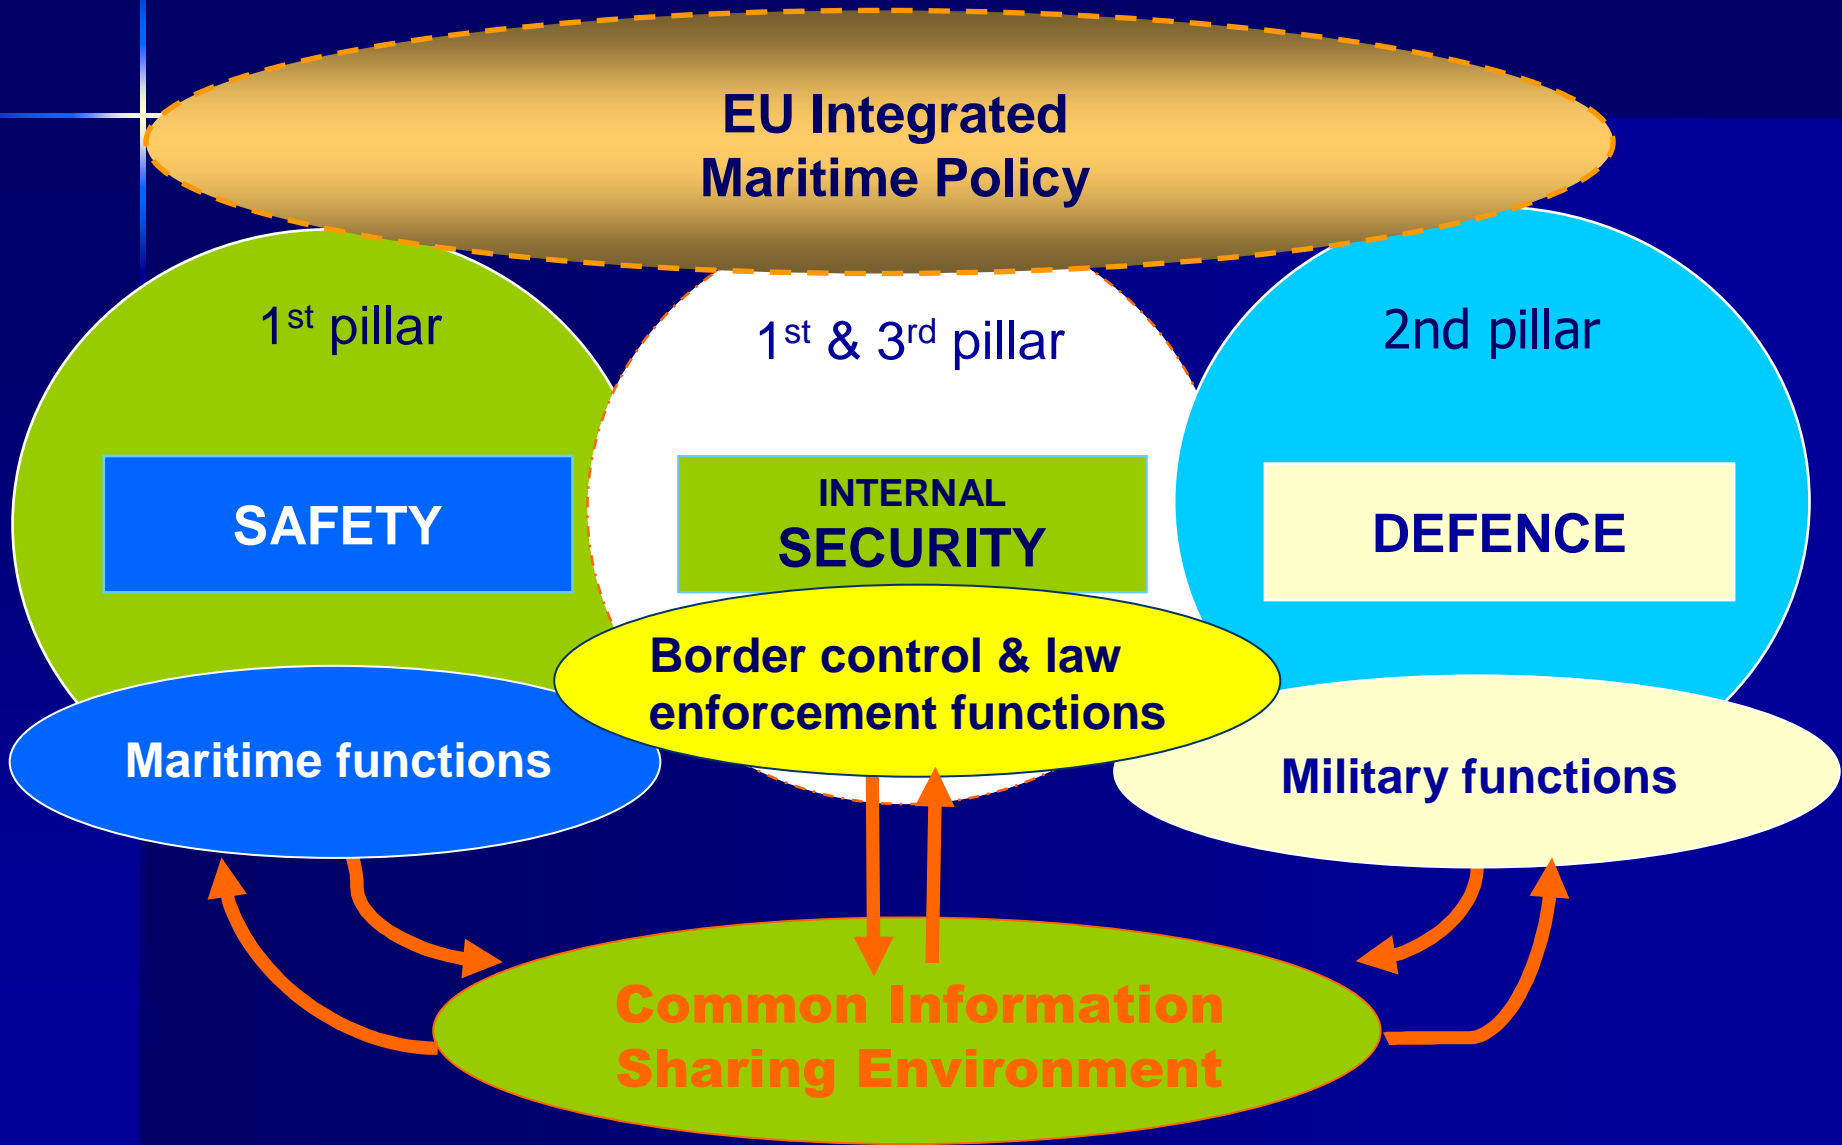 EU Integrated
Maritime Policy
1st pillar
1st & 3rd pillar
2nd pillar
SAFETY
INTERNAL
SECURITY
DEFENCE
Border control & law
enforcement functions
Maritime functions
Military functions
Common Information
Sharing Environment